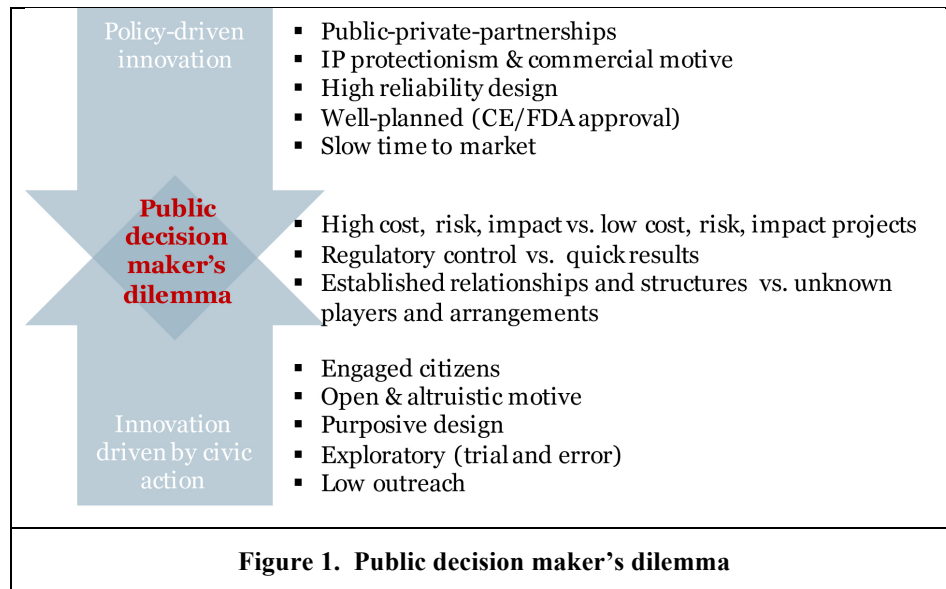 Policy-driven
innovation
▪ Public-private-partnerships
▪ IP protectionism & commercial motive
▪ High reliability design
▪ Well-planned (CE/FDA approval)
▪ Slow time to market
Public
decision
maker's
dilemma
▪ High cost, risk, impact vs. low cost, risk, impact projects
▪ Regulatory control vs. quick results
▪ Established relationships and structures vs. unknown
players and arrangements
Innovation
driven by civic
action
▪ Engaged citizens
▪ Open & altruistic motive
▪ Purposive design
▪ Exploratory (trial and error)
▪ Low outreach
Figure 1. Public decision maker's dilemma